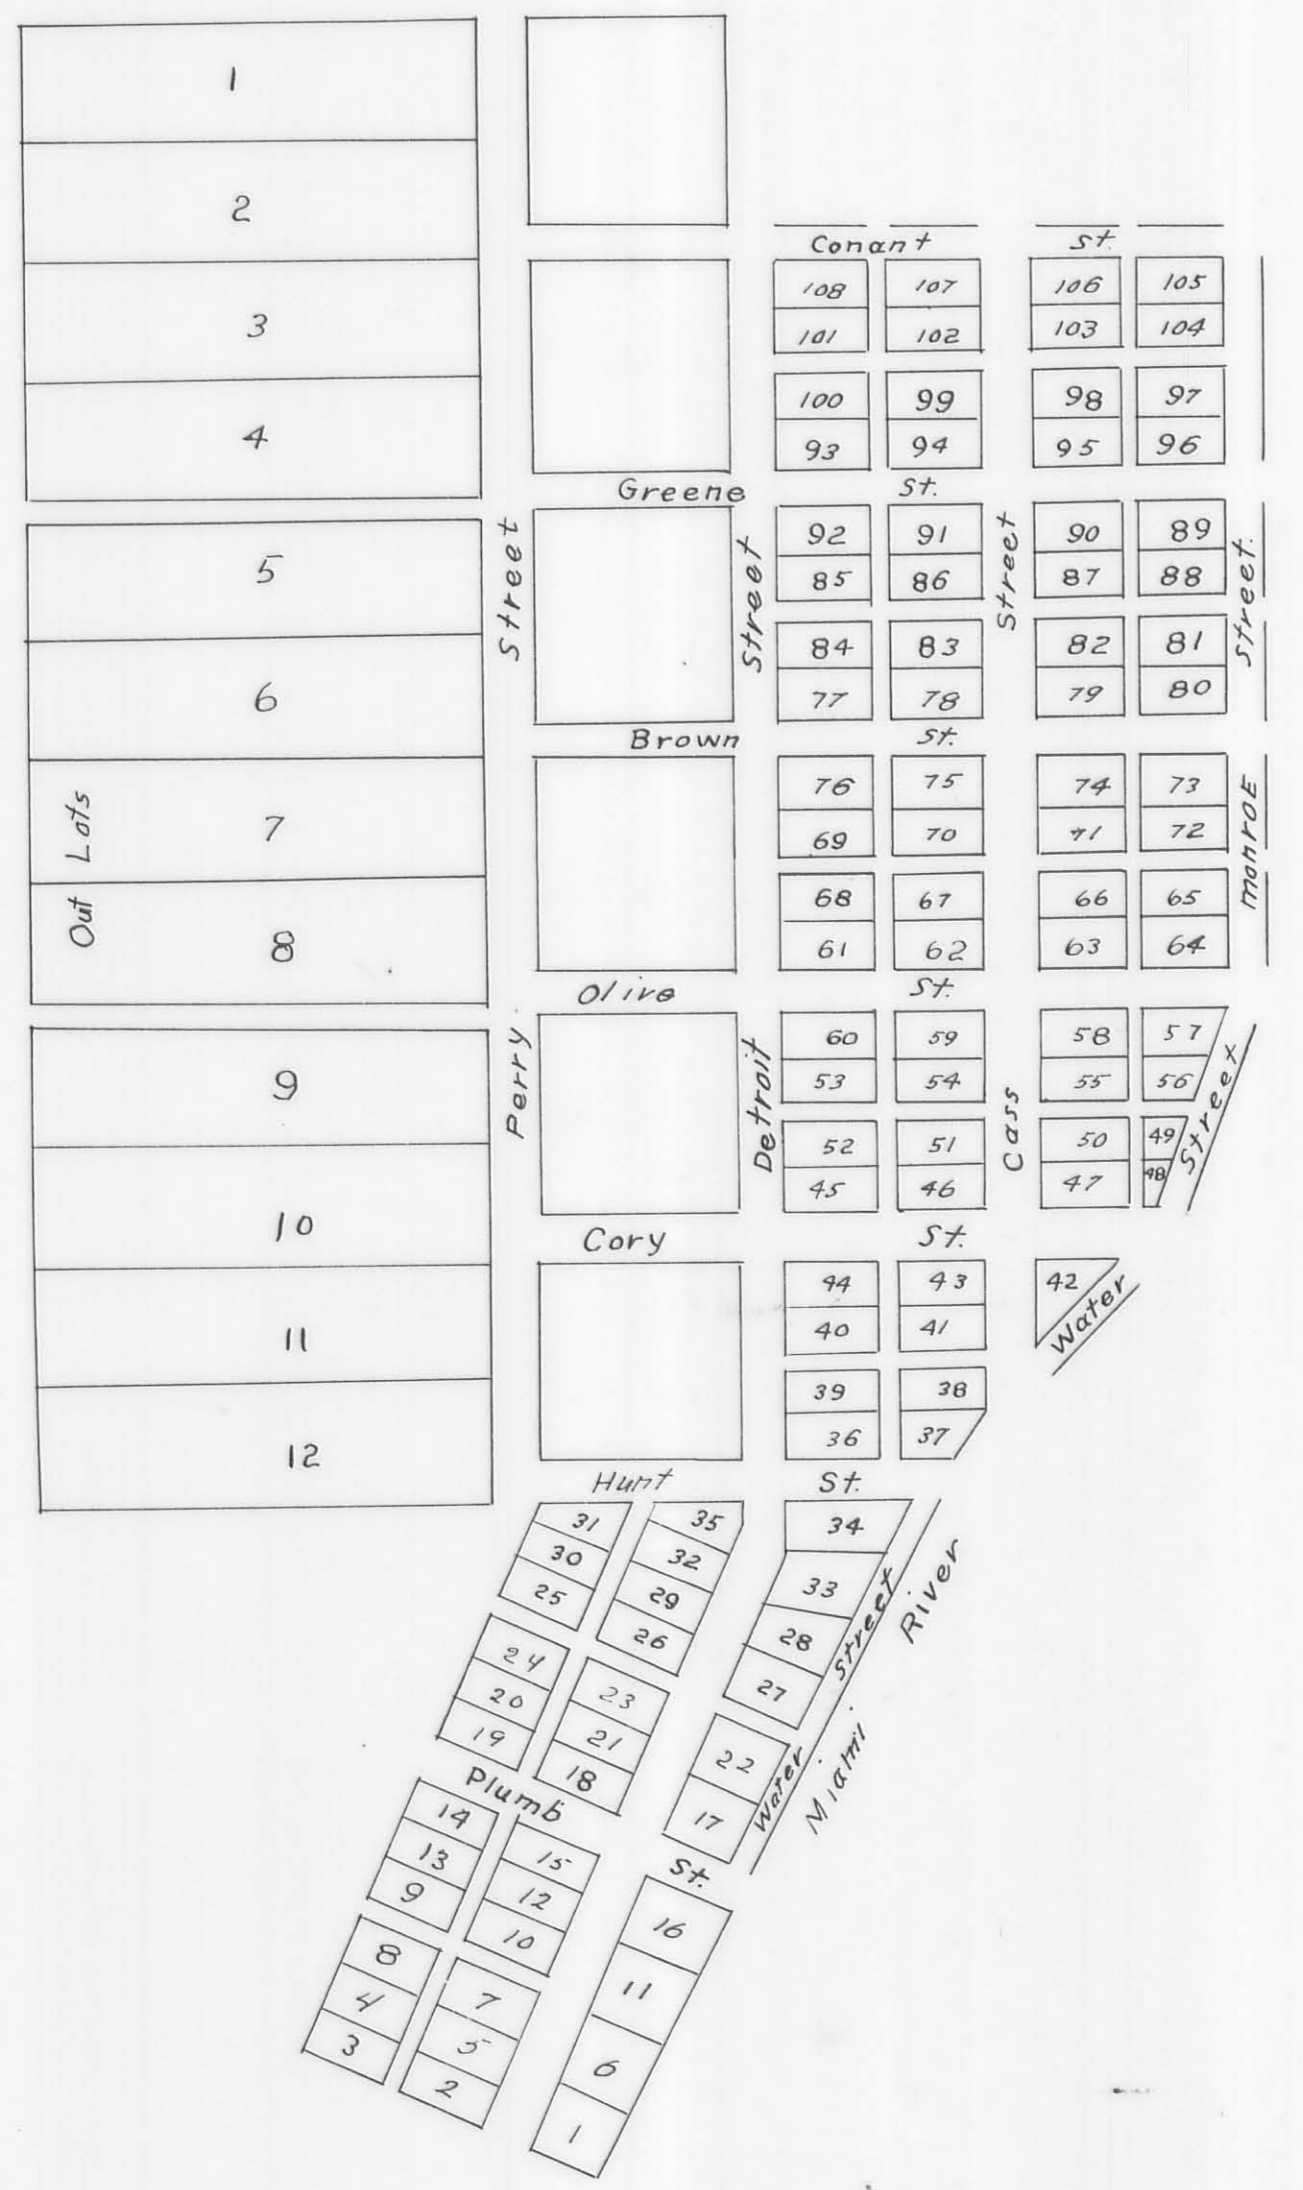 1
2
3
4
5
6
7
8
9
10
11
12
Out Lots
Perry Street
Detroit Street
Cass Street
MonroE Street.
Conant St.
108 107 106 105
101 102 103 104
100 99 98 97
93 94 95 96
Greene St.
92 91 90 89
85 86 87 88
84 83 82 81
77 78 79 80
Brown St.
76 75 74 73
69 70 71 72
68 67 66 65
61 62 63 64
Olive St.
60 59 58 57
53 54 55 56
52 51 50 49
45 46 47 48
Street
Cory St.
44 43 42
40 41
Water
39 38
36 37
Hunt St.
31 35 34
30 32 33
25 29 28
26 27
24 23 22
20 21 17
19 18
Water Street
Miami River
Plumb St.
14 15 16
13 12 11
9 10
8 7 6
4 5 1
3 2